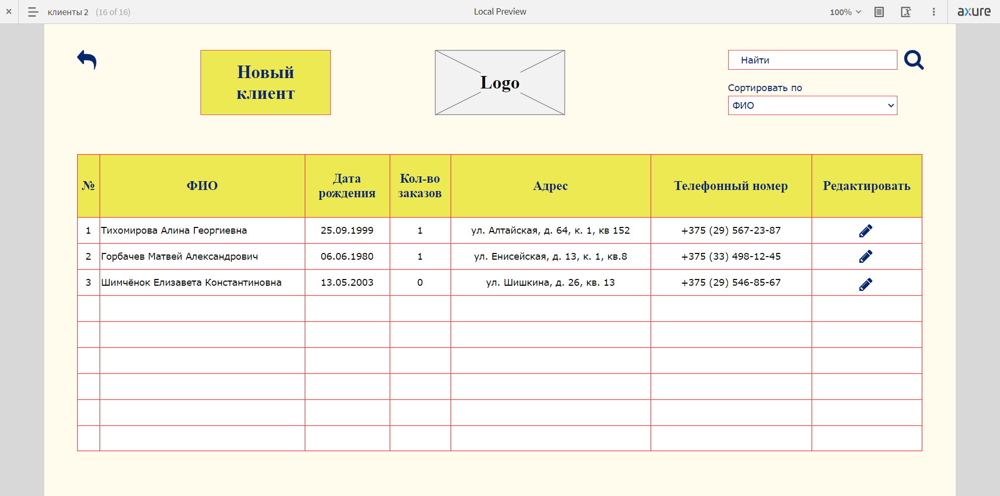 клиенты 2 (16 of 16)
Local Preview
100%
axure
Новый
клиент
Logo
Найти
Сортировать по
ФИО
№ ФИО Дата рождения Кол-во заказов Адрес Телефонный номер Редактировать
1 Тихомирова Алина Георгиевна 25.09.1999 1 ул. Алтайская, д. 64, к. 1, кв 152 +375 (29) 567-23-87
2 Горбачев Матвей Александрович 06.06.1980 1 ул. Енисейская, д. 13, к. 1, кв.8 +375 (33) 498-12-45
3 Шимчёнок Елизавета Константиновна 13.05.2003 0 ул. Шишкина, д. 26, кв. 13 +375 (29) 546-85-67